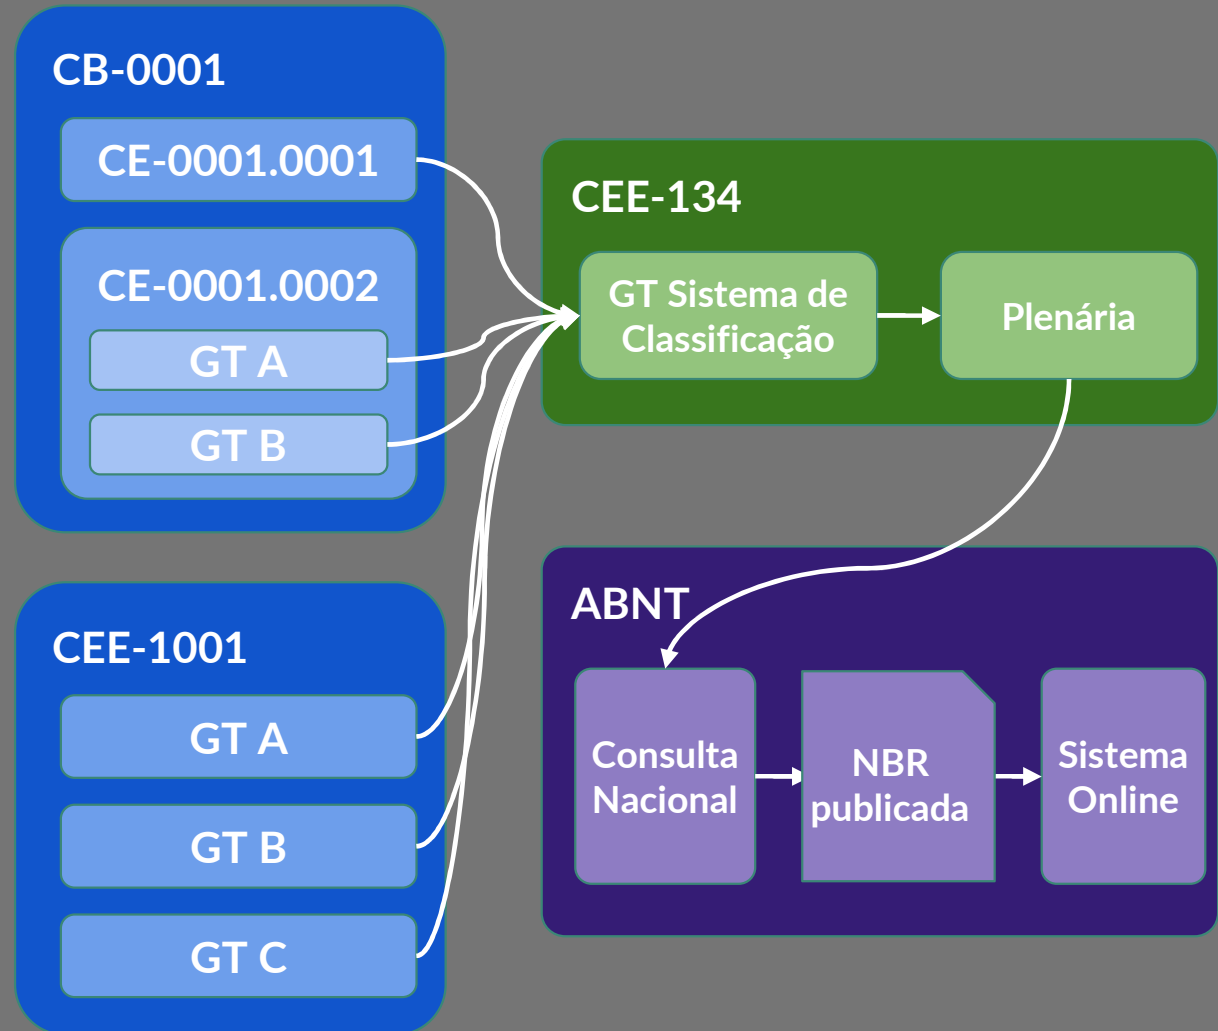 CB-0001
CE-0001.0001
CE-0001.0002
GT A
GT B
CEE-1001
GT A
GT B
GT C
CEE-134
GT Sistema de
Classificação
Plenária
ABNT
Consulta
Nacional
NBR
publicada
Sistema
Online